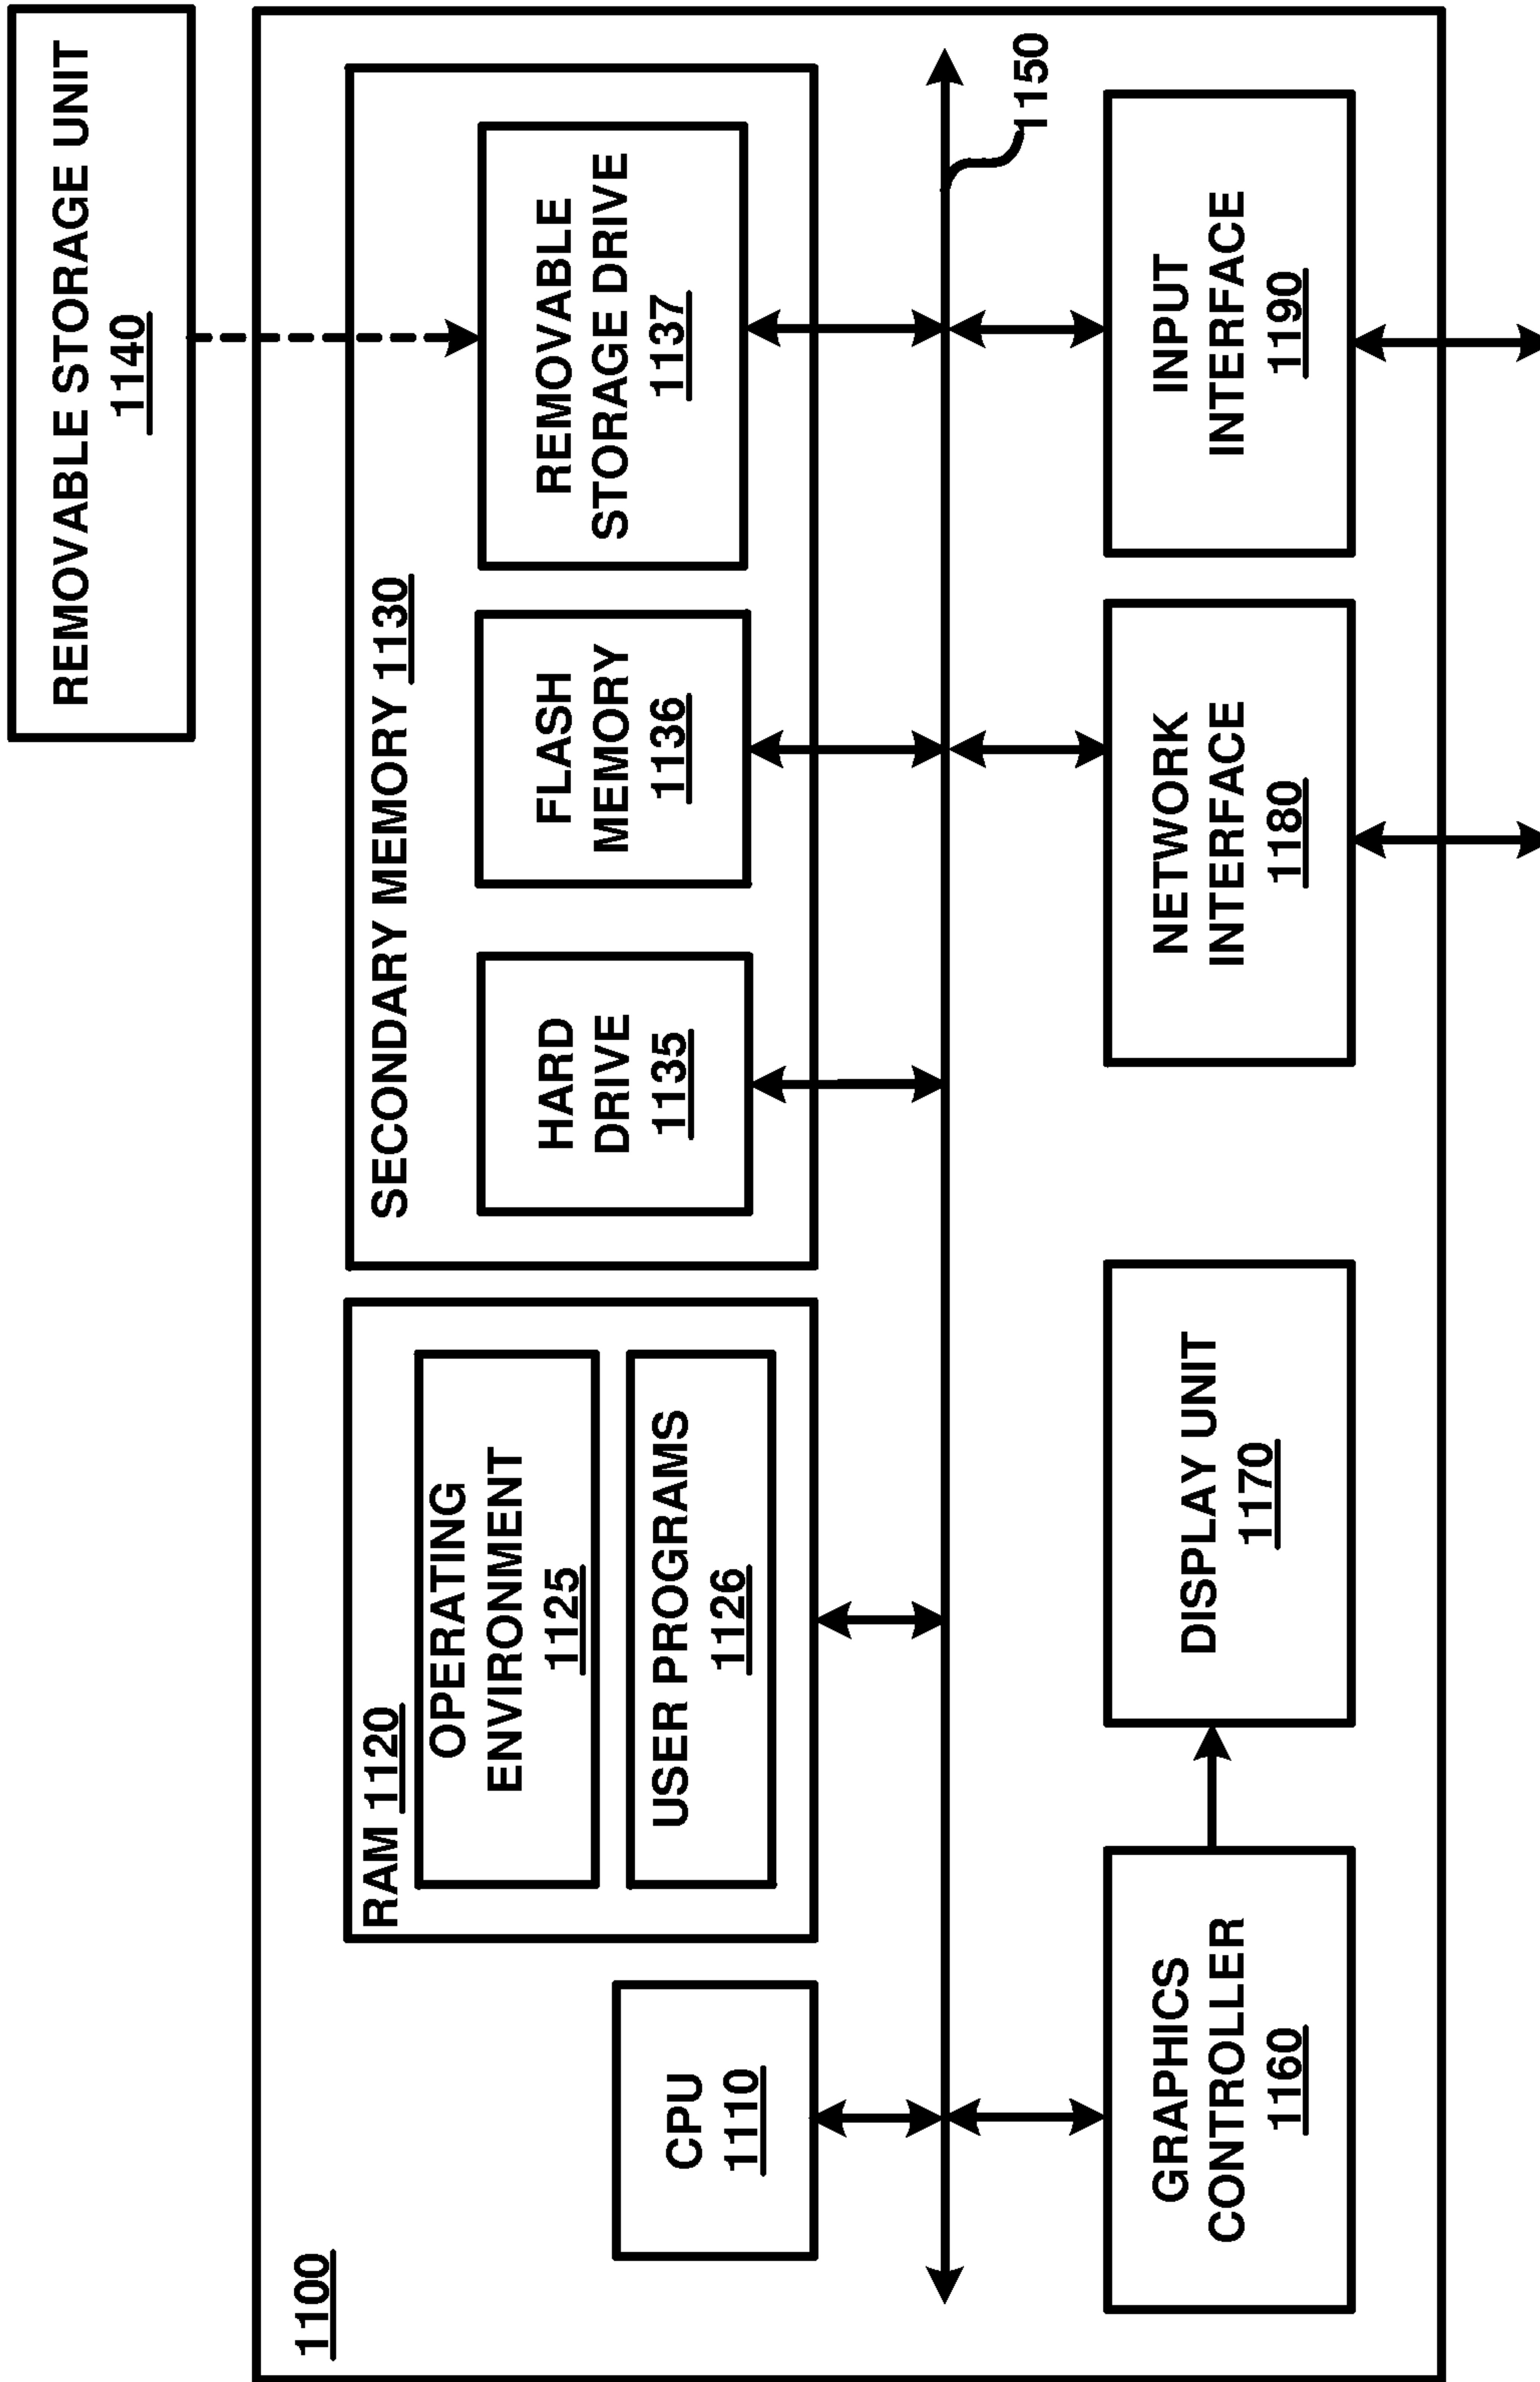 REMOVABLE STORAGE UNIT
1140
1100
RAM 1120
OPERATING
ENVIRONMENT
1125
USER PROGRAMS
1126
SECONDARY MEMORY 1130
CPU
1110
HARD
DRIVE
1135
FLASH
MEMORY
1136
REMOVABLE
STORAGE DRIVE
1137
1150
GRAPHICS
CONTROLLER
1160
DISPLAY UNIT
1170
NETWORK
INTERFACE
1180
INPUT
INTERFACE
1190